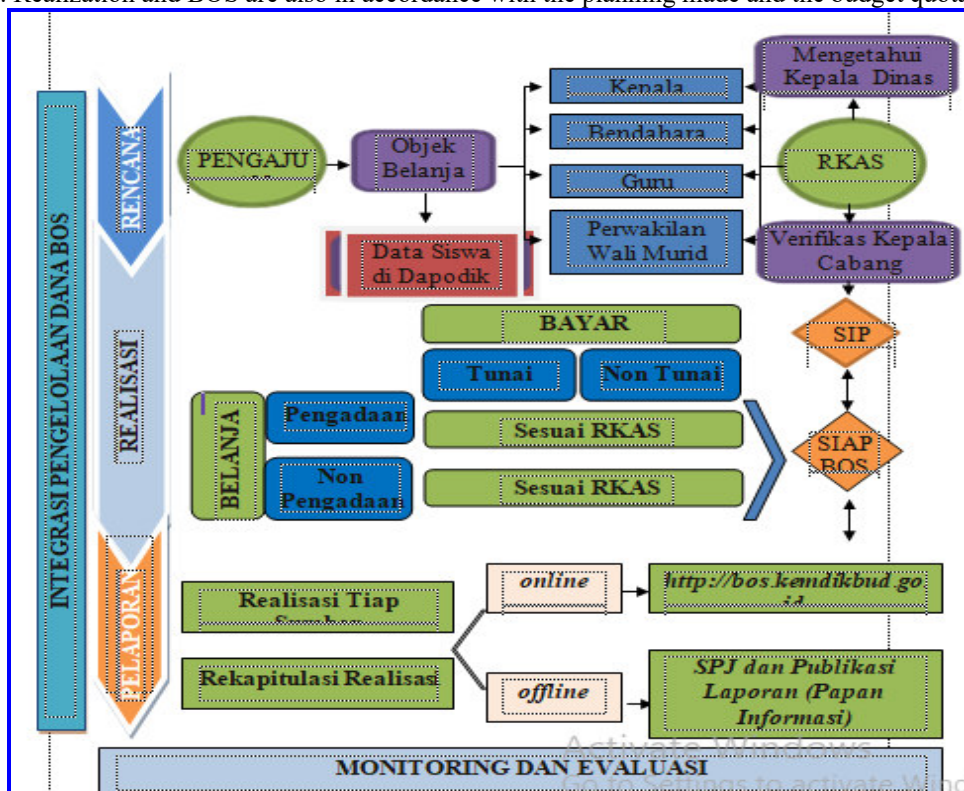 . Realization and BOS are also in accordance with the planning made and the budget quota
INTEGRASI PENGELOLAAN DANA BOS
RENCANA
REALISASI
PELAPORAN
PENGAJU
Objek
Belanja
Data Siswa
di Dapodik
Kepala
Bendahara
Guru
Perwakilan
Wali Murid
Mengetahui
Kepala Dinas
RKAS
Verifikas Kepala
Cabang
SIP
SIAP
BOS
BAYAR
Tunai
Non Tunai
BELANJA
Pengadaan
Non
Pengadaan
Sesuai RKAS
Sesuai RKAS
Realisasi Tiap
Rekapitulasi Realisas
online
offline
http://bos.kemdikbud.go
id
SPJ dan Publikasi
Laporan (Papan
Informasi)
MONITORING DAN EVALUASI
Activate Windows
Go to Settings to activate Wind